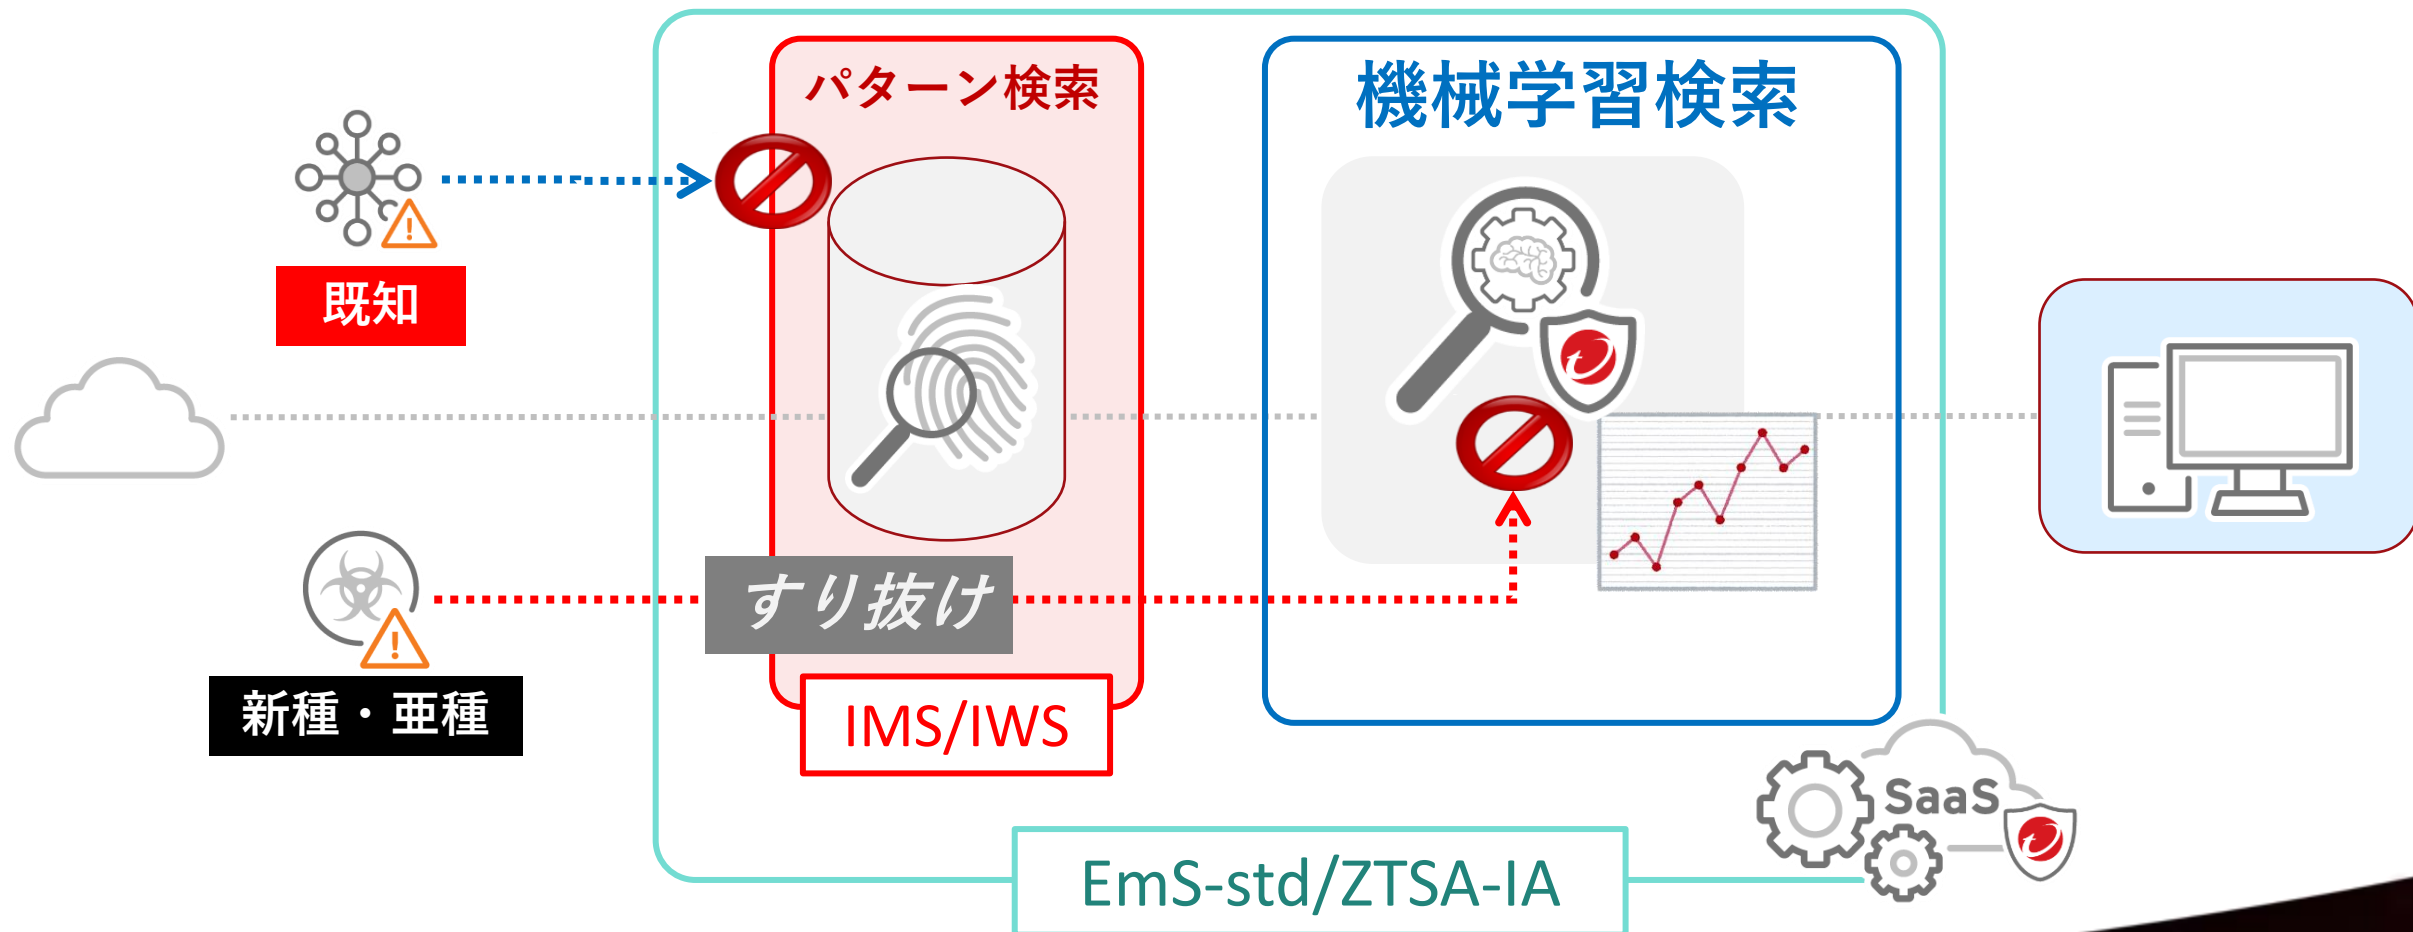 パターン検索
機械学習検索
既知
すり抜け
新種・亜種
IMS/IWS
SaaS
EmS-std/ZTSA-IA